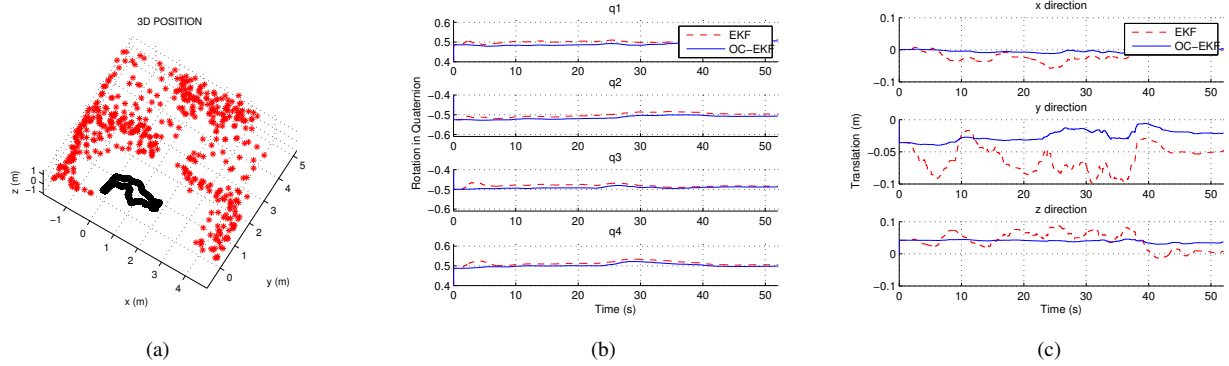 3D POSITION
z (m)
1
0
−1
−1
0
1
2
3
4
x (m)
0
1
2
3
4
5
y (m)
(a)
q1
0.6
0.5
0.4
0 10 20 30 40 50
EKF
OC−EKF
q2
−0.4
−0.5
−0.6
0 10 20 30 40 50
q3
−0.4
−0.5
−0.6
0 10 20 30 40 50
q4
0.6
0.5
0.4
0 10 20 30 40 50
Rotation in Quaternion
Time (s)
(b)
x direction
0.1
0
−0.1
0 10 20 30 40 50
EKF
OC−EKF
y direction
0
−0.05
−0.1
0 10 20 30 40 50
z direction
0.1
0
−0.1
0 10 20 30 40 50
Translation (m)
Time (s)
(c)